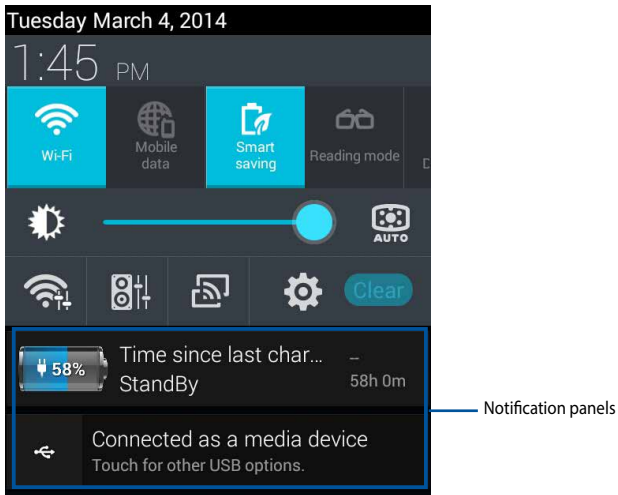 Tuesday March 4, 2014
1:45 PM
Wi-Fi
Mobile
data
Smart
saving
Reading mode
D
AUTO
Clear
58%
Time since last char... --
StandBy 58h 0m
Notification panels
Connected as a media device
Touch for other USB options.